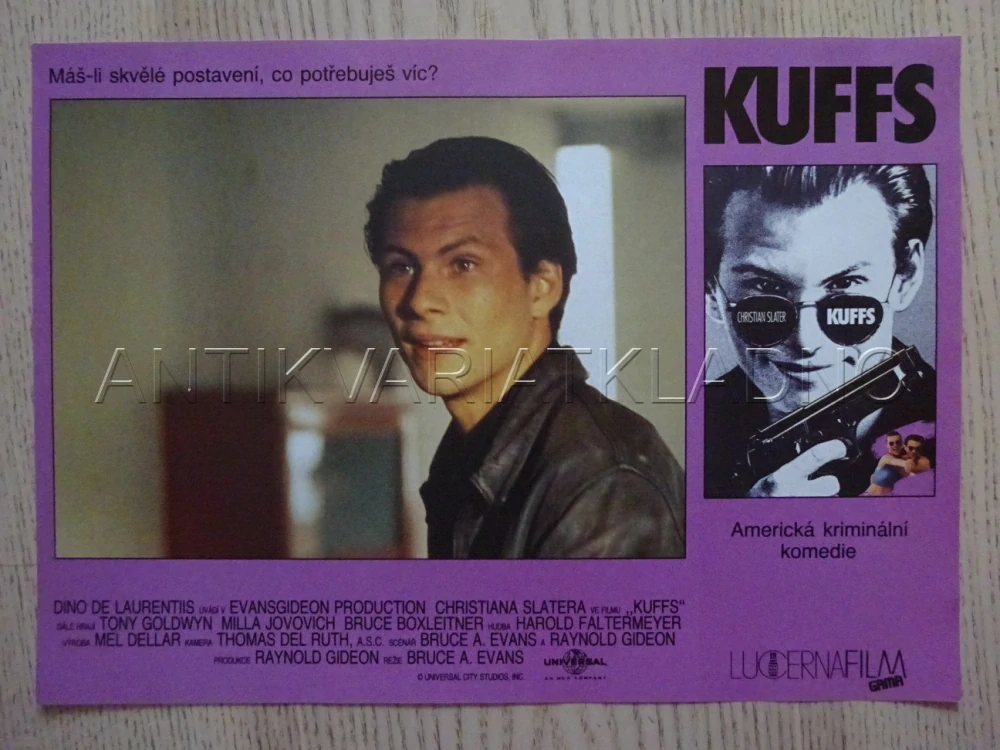 Máš-li skvělé postavení, co potřebuješ víc?
KUFFS
CHRISTIAN SLATER
KUFFS
ANTIKVARIATKLADNO
Americká kriminální
komedie
DINO DE LAURENTIIS UVÁDÍ V EVANSGIDEON PRODUCTION CHRISTIANA SLATERA VE FILMU „KUFFS“
DÁLE HRAJÍ TONY GOLDWYN MILLA JOVOVICH BRUCE BOXLEITNER HUDBA HAROLD FALTERMEYER
VÝROBA MEL DELLAR KAMERA THOMAS DEL RUTH, A.S.C. SCÉNÁŘ BRUCE A. EVANS A RAYNOLD GIDEON
PRODUKCE RAYNOLD GIDEON REŽIE BRUCE A. EVANS
UNIVERSAL
AN MCA COMPANY
© UNIVERSAL CITY STUDIOS, INC.
LUCERNAFILM
GAMA